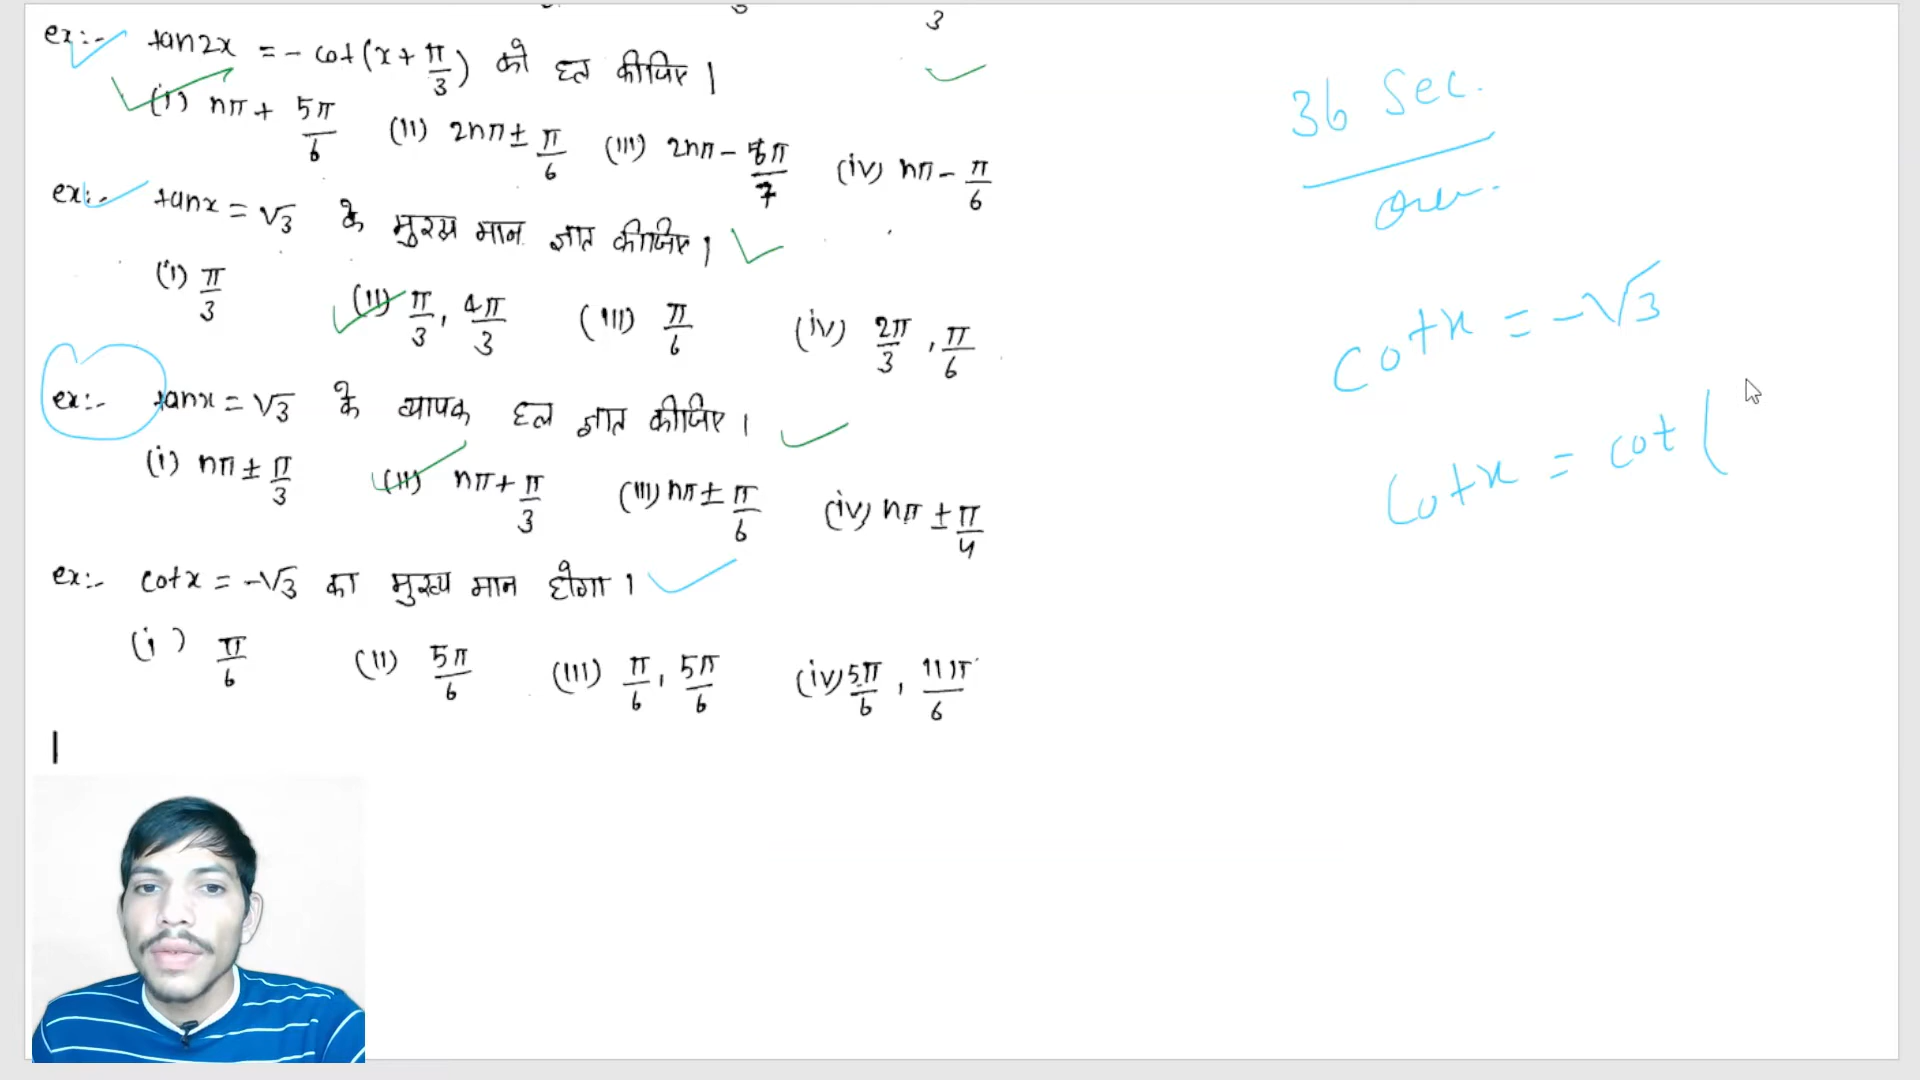 ex:- tan2x = - cot(x + π/3) को हल कीजिए।
(i) nπ + 5π/6 (ii) 2nπ ± π/6 (iii) 2nπ - π/7 (iv) nπ - π/6
ex:- tanx = √3 के मुख्य मान ज्ञात कीजिए।
(i) π/3 (ii) π/3, 4π/3 (iii) π/6 (iv) 2π/3, π/6
ex:- tanx = √3 के व्यापक हल ज्ञात कीजिए।
(i) nπ ± π/3 (ii) nπ + π/3 (iii) nπ ± π/6 (iv) nπ ± π/4
ex:- cotx = -√3 का मुख्य मान होगा।
(i) π/6 (ii) 5π/6 (iii) π/6, 5π/6 (iv) 5π/6, 11π/6
36 Sec.
cotx = -√3
cotx = cot (